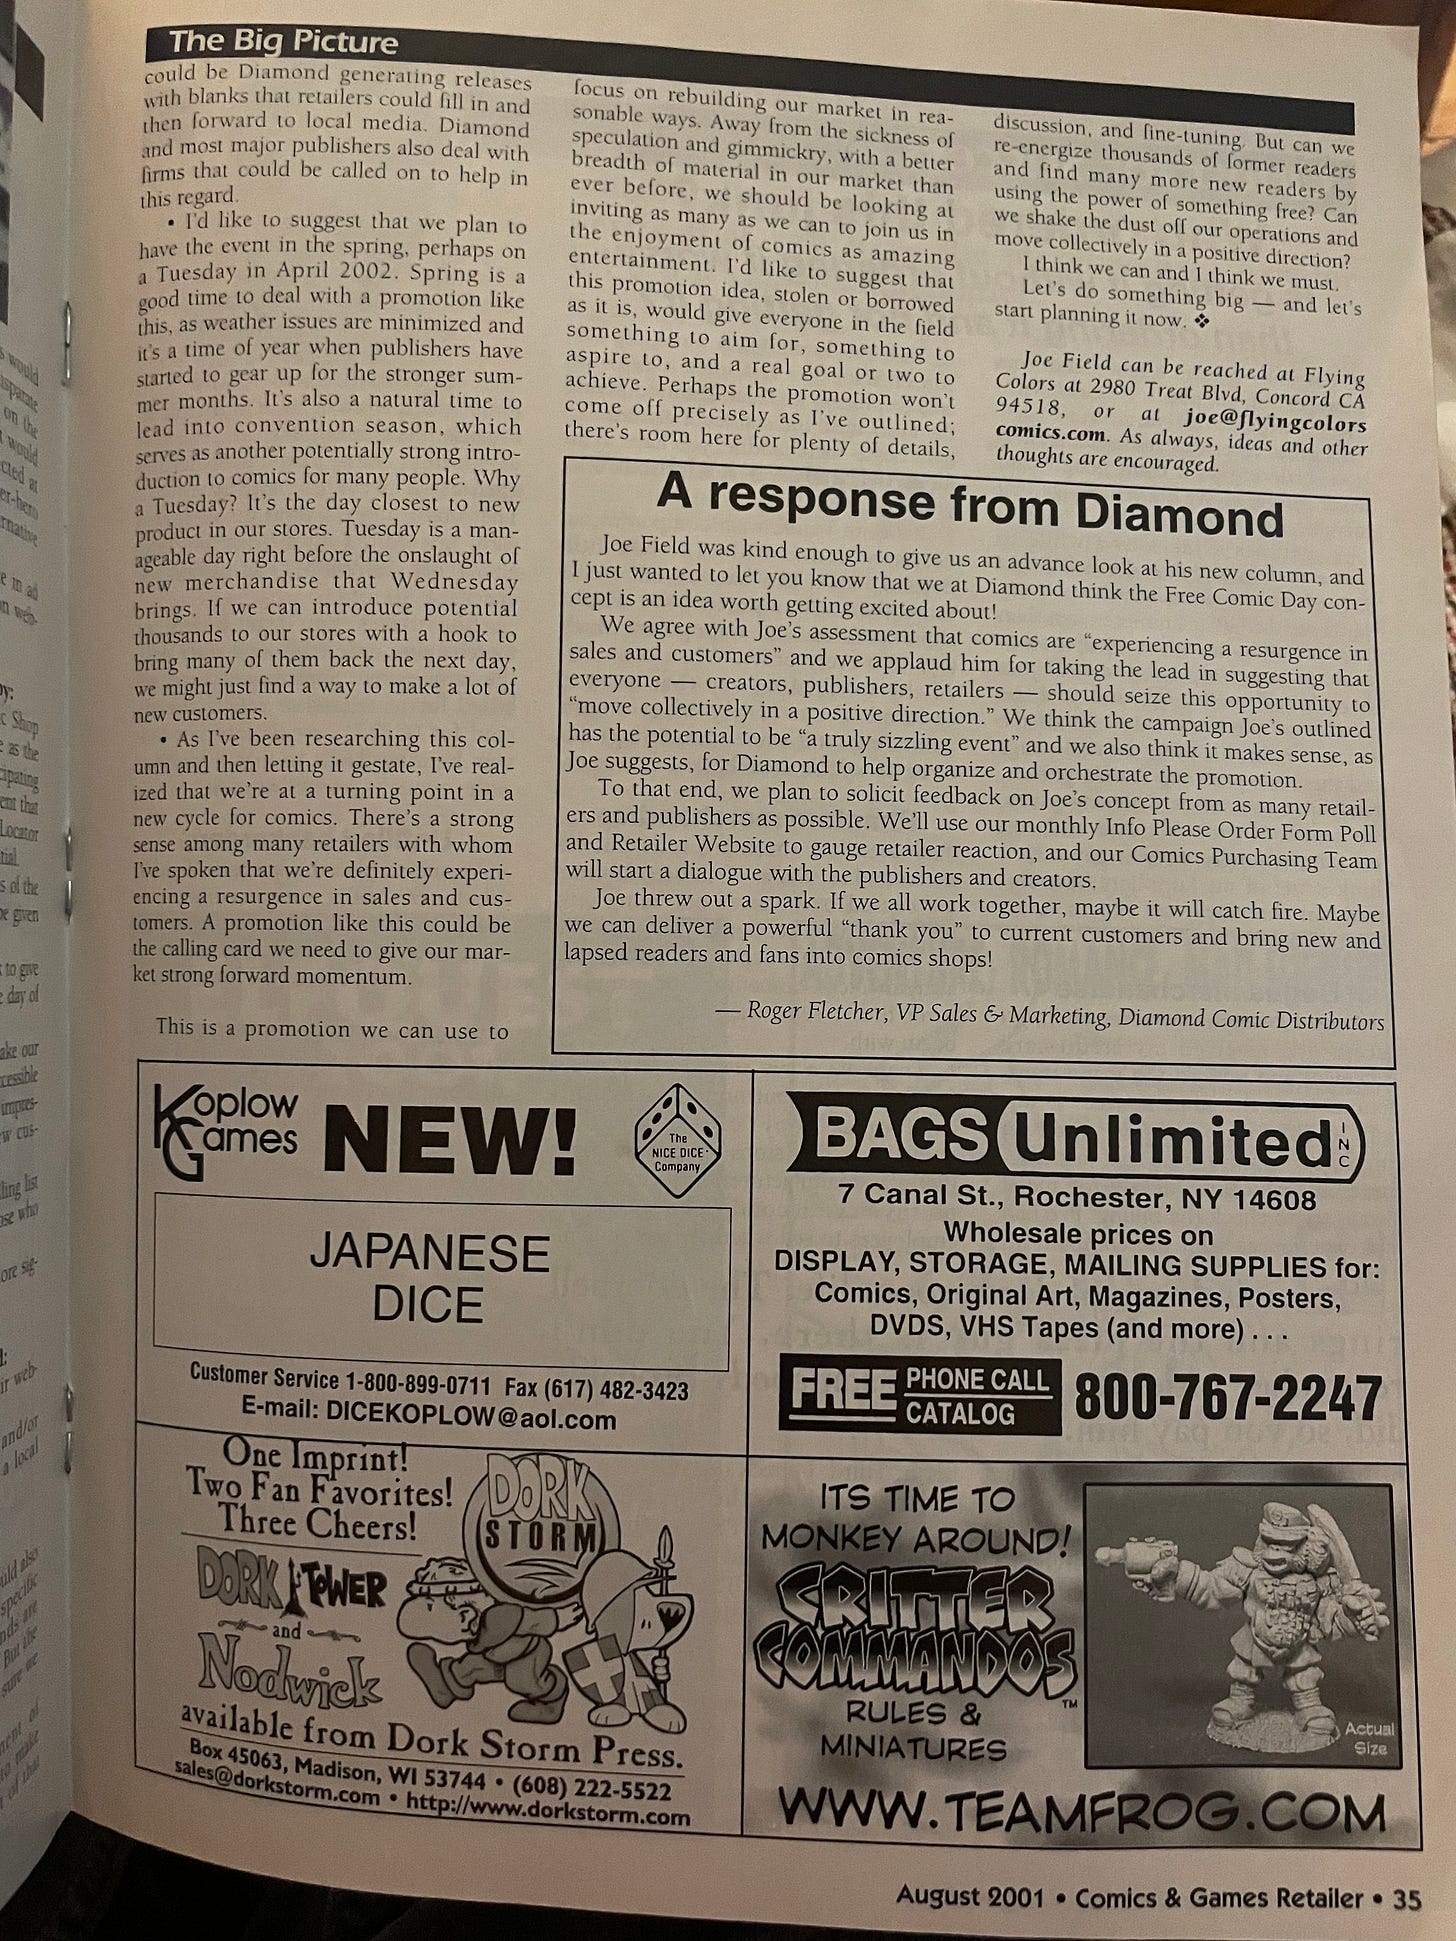 The Big Picture
could be Diamond generating releases
with blanks that retailers could fill in and
then forward to local media. Diamond
and most major publishers also deal with
firms that could be called on to help in
this regard.
• I'd like to suggest that we plan to
have the event in the spring, perhaps on
a Tuesday in April 2002. Spring is a
good time to deal with a promotion like
this, as weather issues are minimized and
it's a time of year when publishers have
started to gear up for the stronger sum-
mer months. It's also a natural time to
lead into convention season, which
serves as another potentially strong intro-
duction to comics for many people. Why
a Tuesday? It's the day closest to new
product in our stores. Tuesday is a man-
ageable day right before the onslaught of
new merchandise that Wednesday
brings. If we can introduce potential
thousands to our stores with a hook to
bring many of them back the next day,
we might just find a way to make a lot of
new customers.
• As I've been researching this col-
umn and then letting it gestate, I've real-
ized that we're at a turning point in a
new cycle for comics. There's a strong
sense among many retailers with whom
I've spoken that we're definitely experi-
encing a resurgence in sales and cus-
tomers. A promotion like this could be
the calling card we need to give our mar-
ket strong forward momentum.
This is a promotion we can use to
focus on rebuilding our market in rea-
sonable ways. Away from the sickness of
speculation and gimmickry, with a better
breadth of material in our market than
ever before, we should be looking at
inviting as many as we can to join us in
the enjoyment of comics as amazing
entertainment. I'd like to suggest that
this promotion idea, stolen or borrowed
as it is, would give everyone in the field
something to aim for, something to
aspire to, and a real goal or two to
achieve. Perhaps the promotion won't
come off precisely as I've outlined;
there's room here for plenty of details,
discussion, and fine-tuning. But can we
re-energize thousands of former readers
and find many more new readers by
using the power of something free? Can
we shake the dust off our operations and
move collectively in a positive direction?
I think we can and I think we must.
Let's do something big — and let's
start planning it now. ❖
Joe Field can be reached at Flying
Colors at 2980 Treat Blvd, Concord CA
94518, or at joe@flyingcolors
comics.com. As always, ideas and other
thoughts are encouraged.
A response from Diamond
Joe Field was kind enough to give us an advance look at his new column, and
I just wanted to let you know that we at Diamond think the Free Comic Day con-
cept is an idea worth getting excited about!
We agree with Joe's assessment that comics are “experiencing a resurgence in
sales and customers” and we applaud him for taking the lead in suggesting that
everyone — creators, publishers, retailers — should seize this opportunity to
“move collectively in a positive direction.” We think the campaign Joe's outlined
has the potential to be “a truly sizzling event” and we also think it makes sense, as
Joe suggests, for Diamond to help organize and orchestrate the promotion.
To that end, we plan to solicit feedback on Joe's concept from as many retail-
ers and publishers as possible. We'll use our monthly Info Please Order Form Poll
and Retailer Website to gauge retailer reaction, and our Comics Purchasing Team
will start a dialogue with the publishers and creators.
Joe threw out a spark. If we all work together, maybe it will catch fire. Maybe
we can deliver a powerful “thank you” to current customers and bring new and
lapsed readers and fans into comics shops!
— Roger Fletcher, VP Sales & Marketing, Diamond Comic Distributors
Koplow
Games
NEW!
The
NICE DICE
Company
JAPANESE
DICE
Customer Service 1-800-899-0711 Fax (617) 482-3423
E-mail: DICEKOPLOW@aol.com
BAGS Unlimited INC
7 Canal St., Rochester, NY 14608
Wholesale prices on
DISPLAY, STORAGE, MAILING SUPPLIES for:
Comics, Original Art, Magazines, Posters,
DVDS, VHS Tapes (and more) . . .
FREE PHONE CALL
CATALOG
800-767-2247
One Imprint!
Two Fan Favorites!
Three Cheers!
DORK
STORM
DORK TOWER
and
Nodwick
available from Dork Storm Press.
Box 45063, Madison, WI 53744 • (608) 222-5522
sales@dorkstorm.com • http://www.dorkstorm.com
ITS TIME TO
MONKEY AROUND!
CRITTER
COMMANDOS™
RULES &
MINIATURES
Actual
Size
WWW.TEAMFROG.COM
August 2001 • Comics & Games Retailer • 35